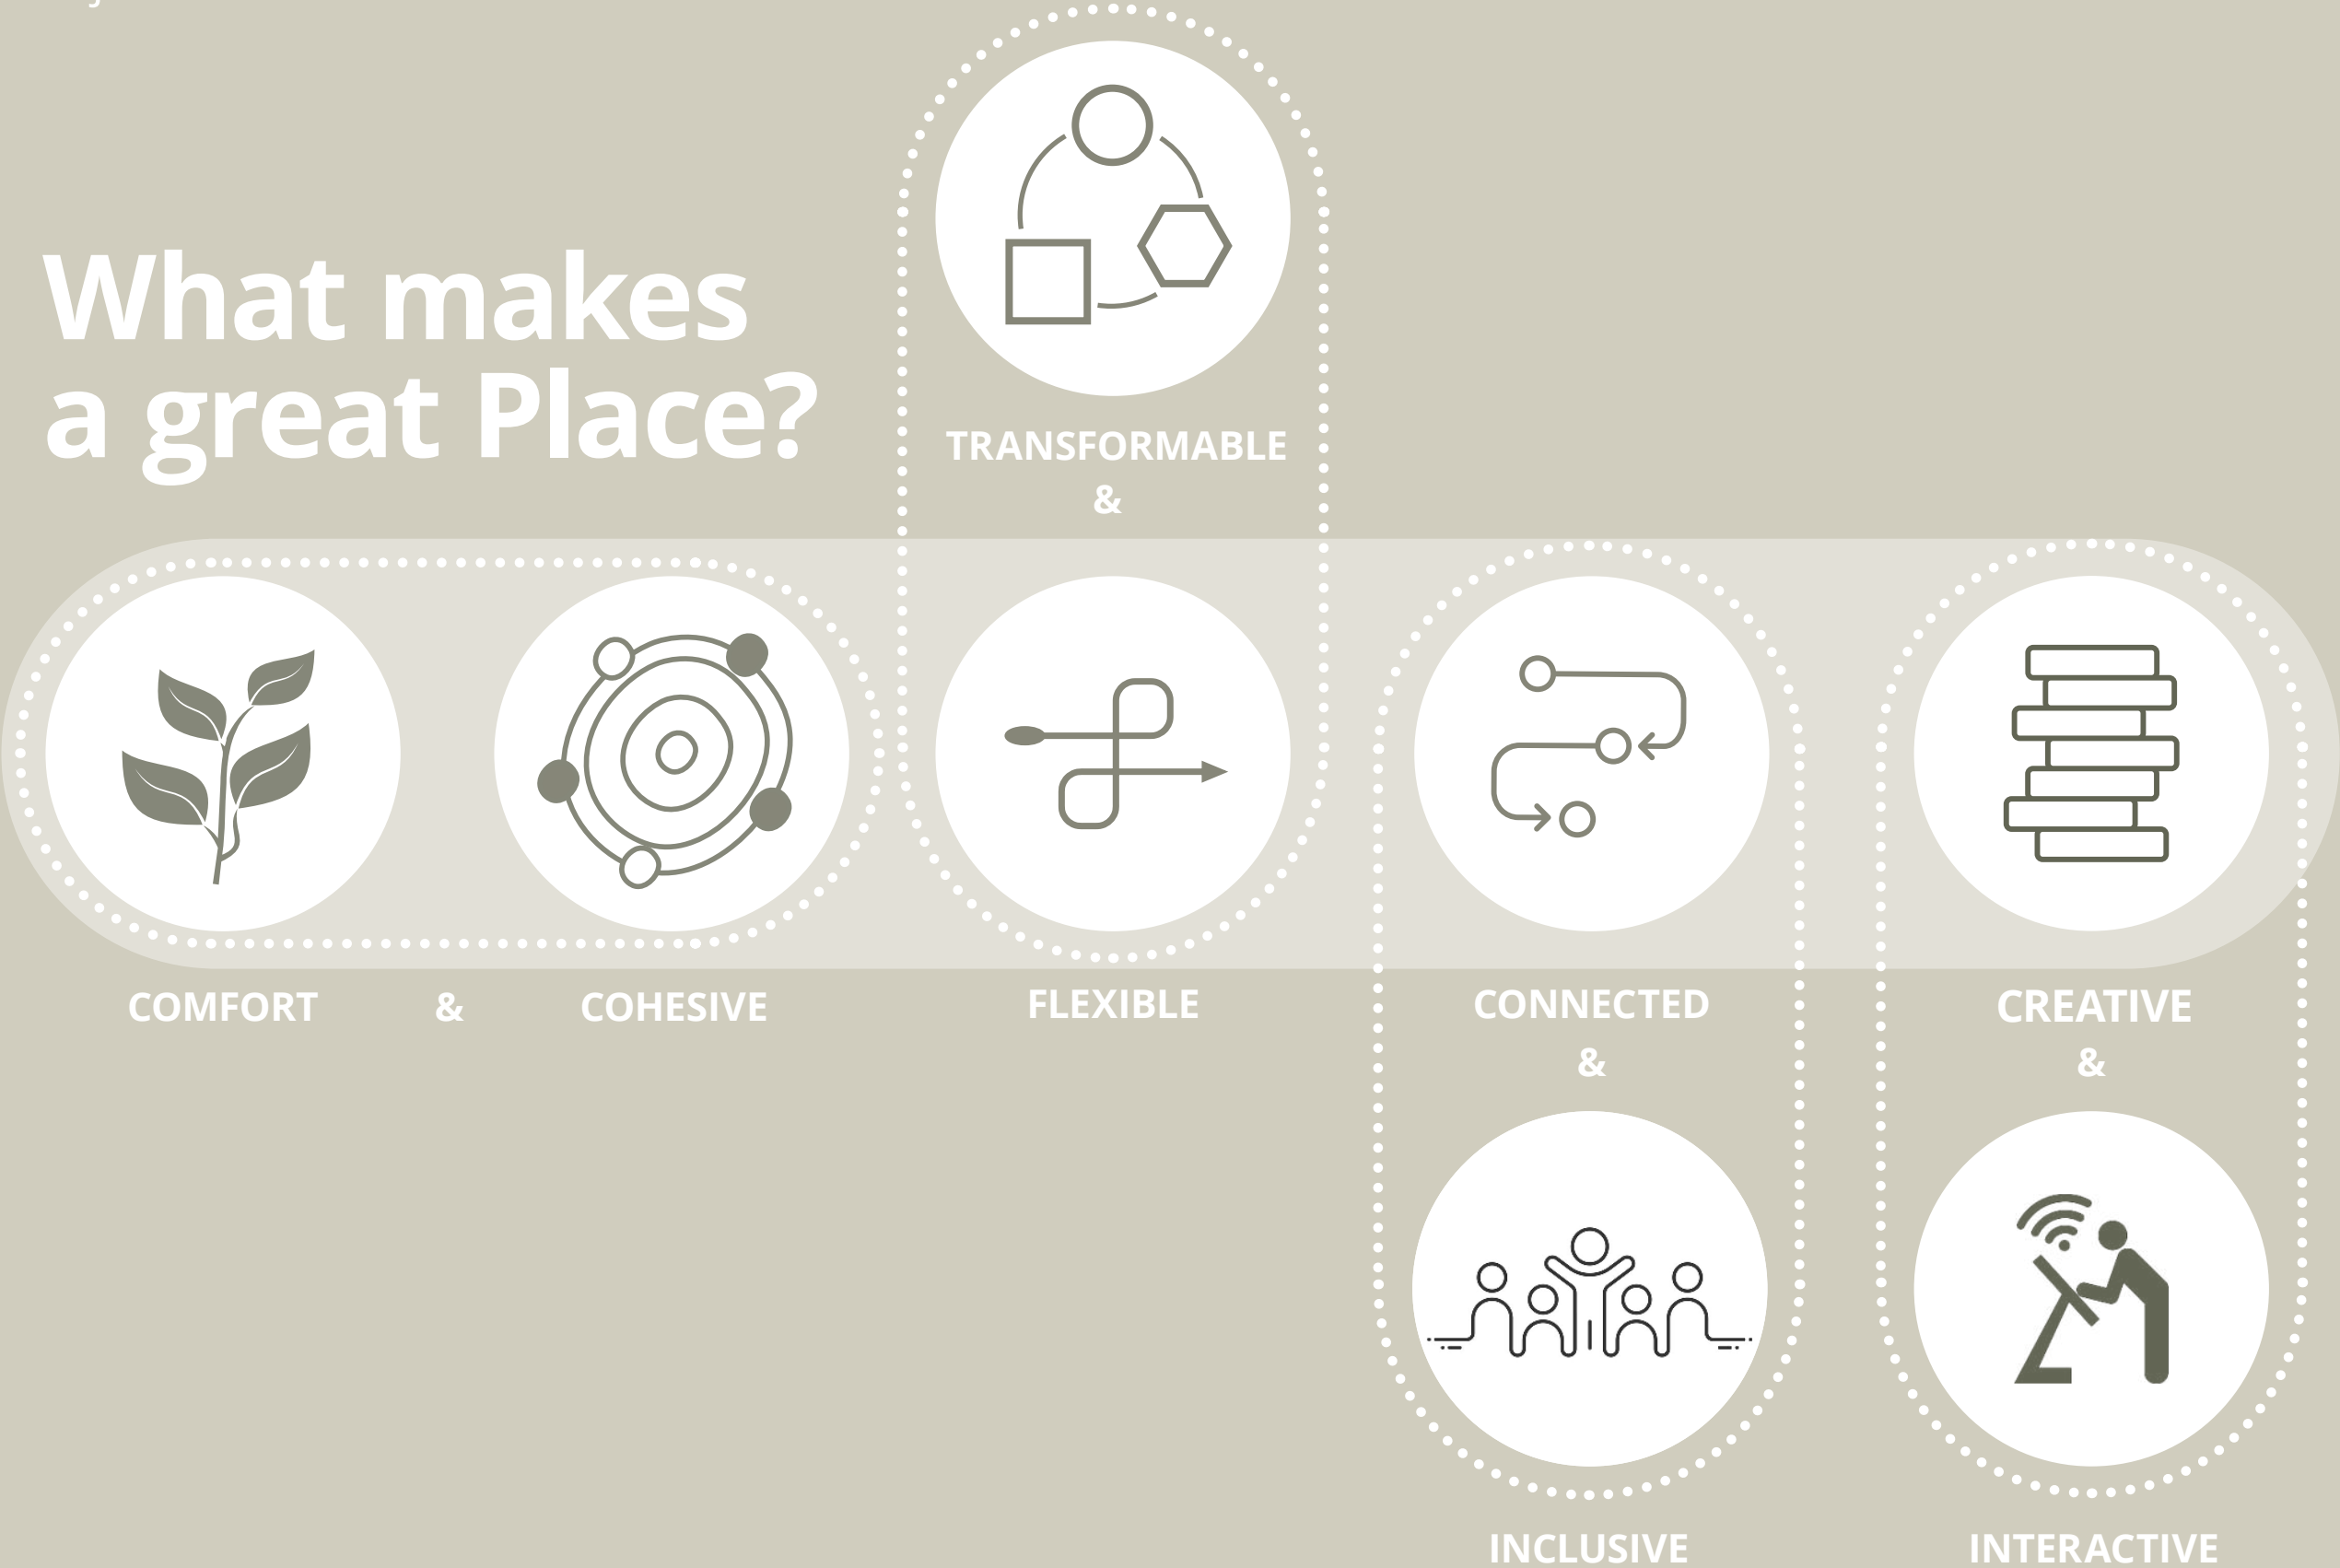 What makes
a great Place?
TRANSFORMABLE
&
COMFORT & COHESIVE
FLEXIBLE
CONNECTED
&
INCLUSIVE
CREATIVE
&
INTERACTIVE